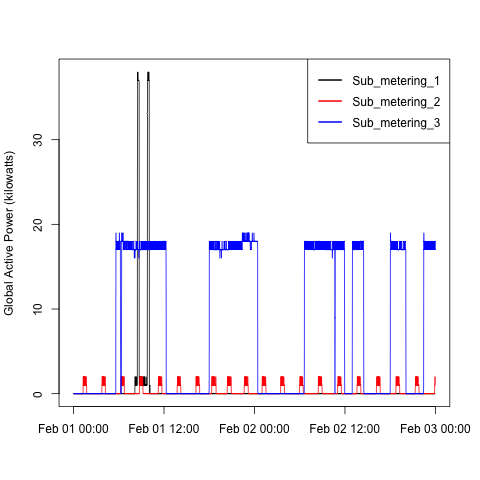 Sub_metering_1
Sub_metering_2
Sub_metering_3
Global Active Power (kilowatts)
30
20
10
0
Feb 01 00:00 Feb 01 12:00 Feb 02 00:00 Feb 02 12:00 Feb 03 00:00